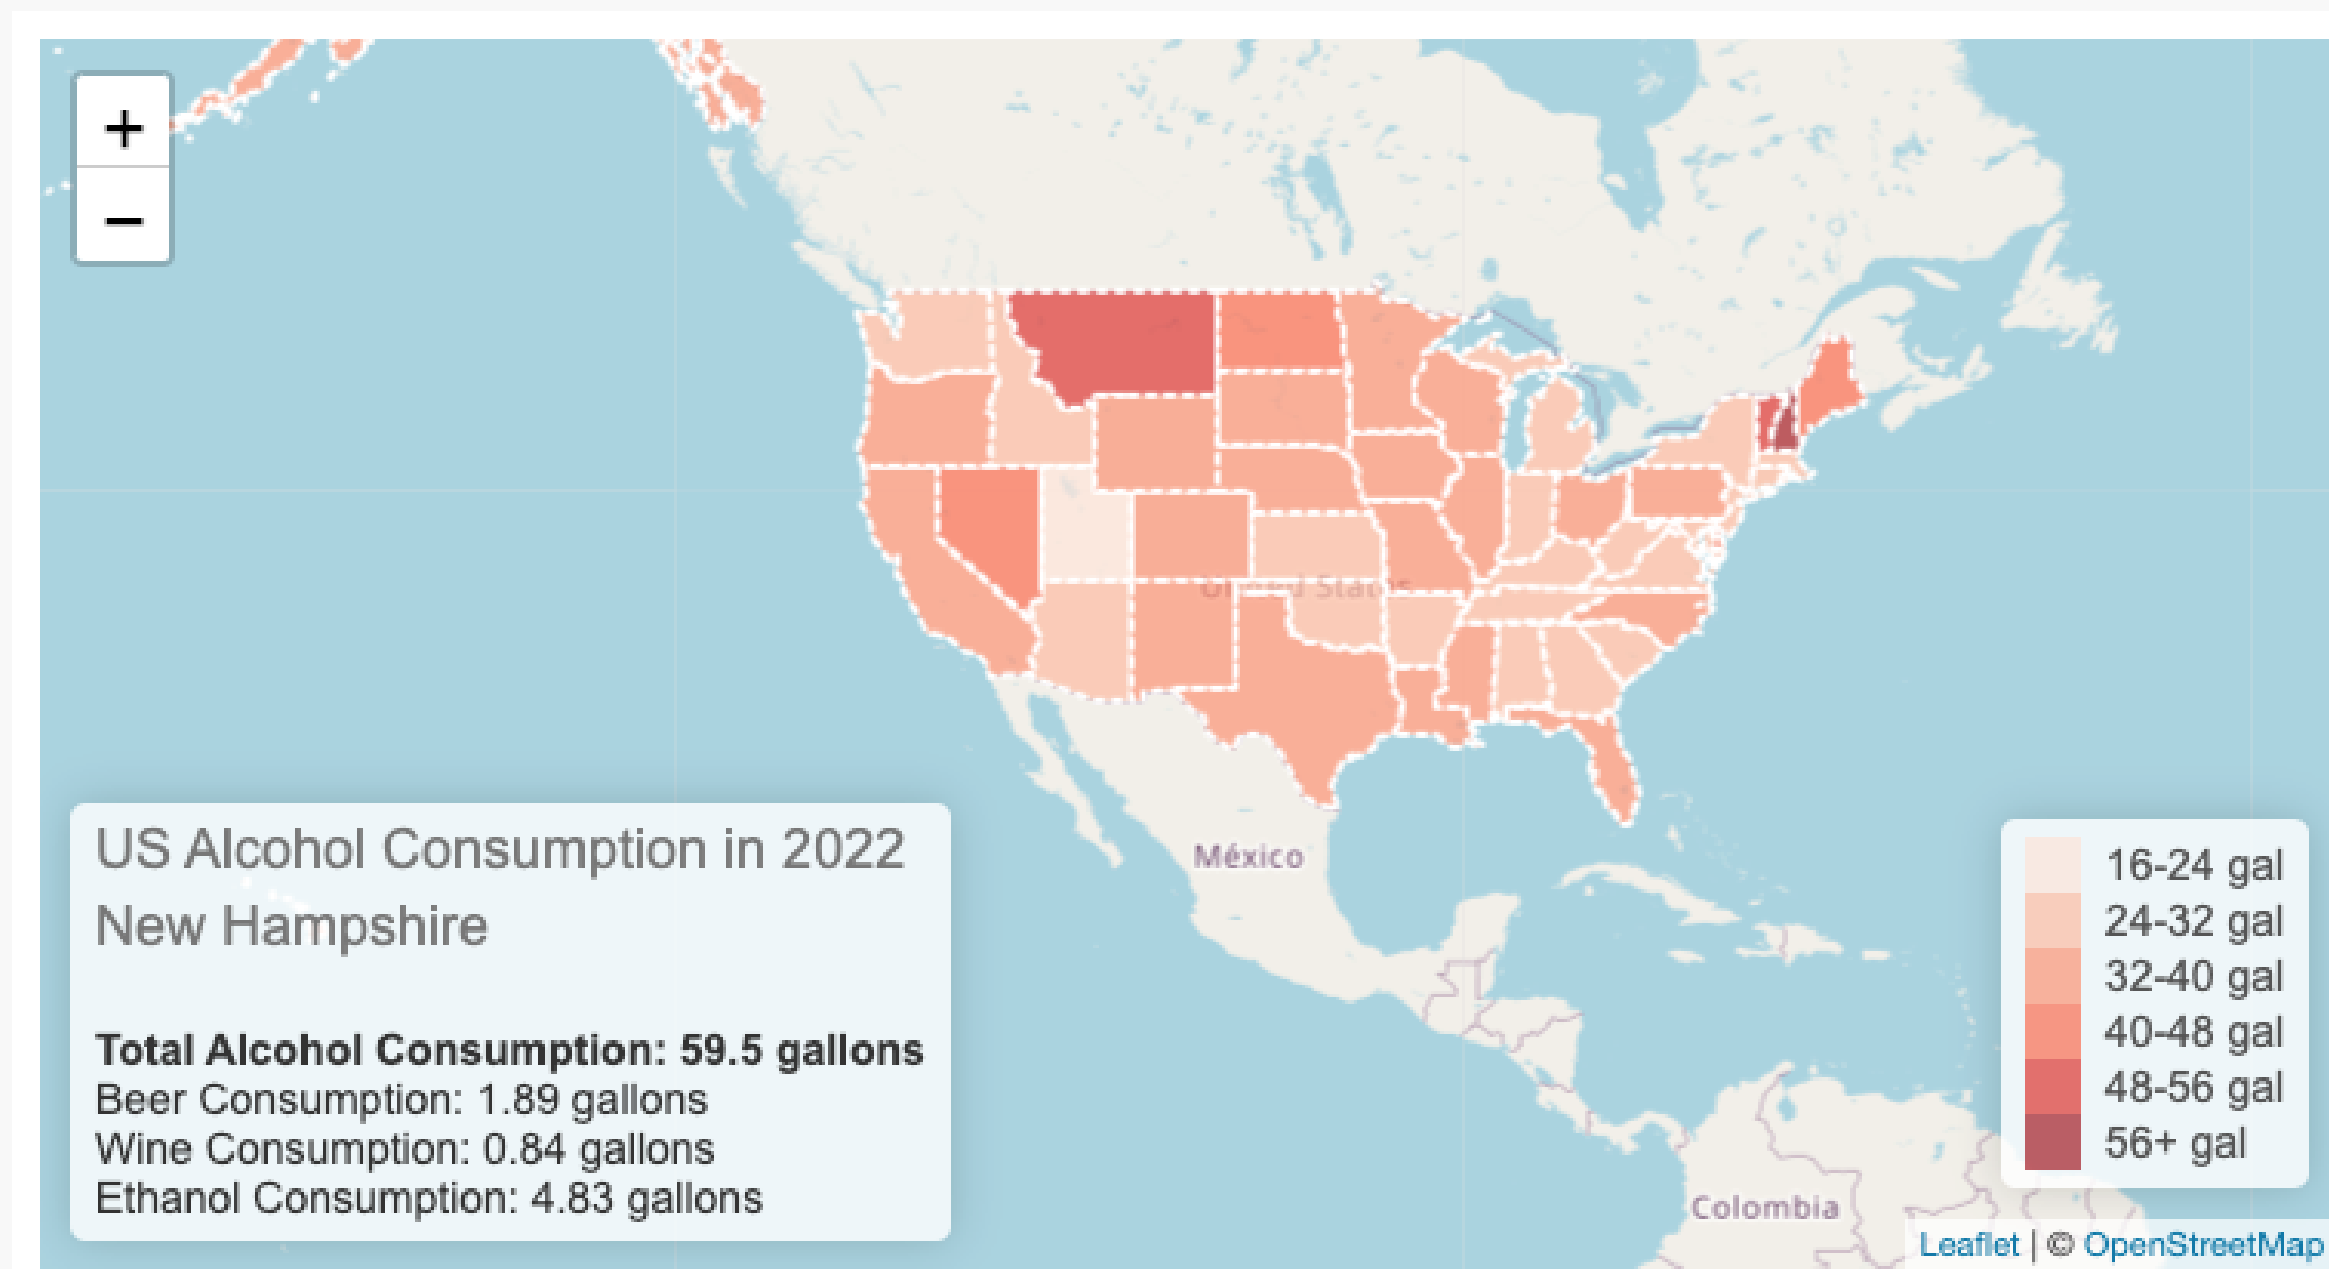 +
−
United States
México
US Alcohol Consumption in 2022
New Hampshire
Total Alcohol Consumption: 59.5 gallons
Beer Consumption: 1.89 gallons
Wine Consumption: 0.84 gallons
Ethanol Consumption: 4.83 gallons
16-24 gal
24-32 gal
32-40 gal
40-48 gal
48-56 gal
56+ gal
Colombia
Leaflet | © OpenStreetMap